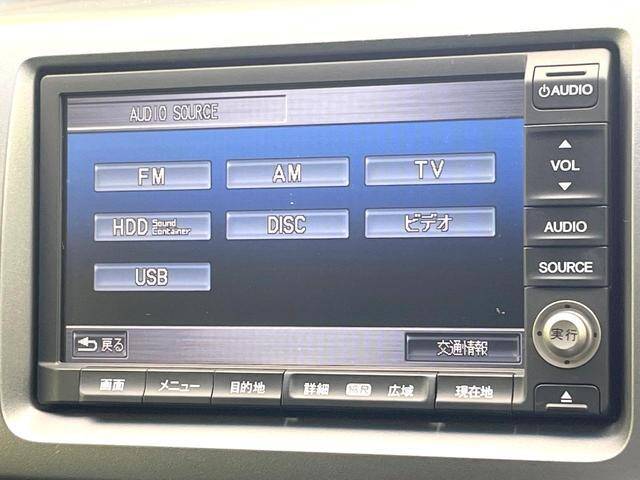 AUDIO SOURCE
FM AM TV
HDD Sound Container DISC ビデオ
USB
戻る 交通情報
画面 メニュー 目的地 詳細 縮尺 広域 現在地
AUDIO
VOL
AUDIO
SOURCE
実行